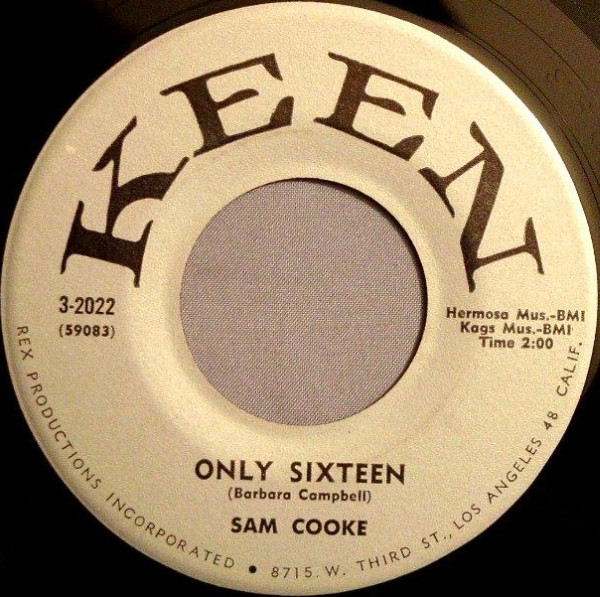 KEEN
3-2022
(59083)
Hermosa Mus.-BMI
Kags Mus.-BMI
Time 2:00
ONLY SIXTEEN
(Barbara Campbell)
SAM COOKE
REX PRODUCTIONS INCORPORATED • 8715 W. THIRD ST., LOS ANGELES 48 CALIF.